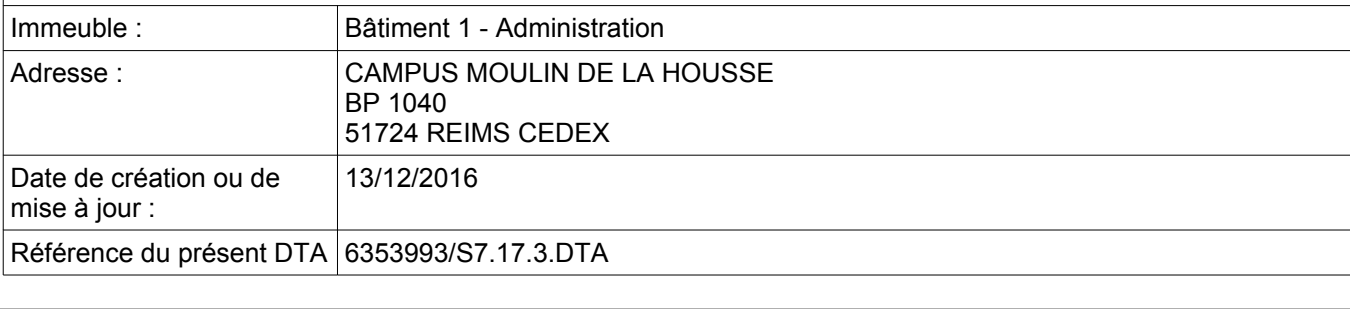 Immeuble : Bâtiment 1 - Administration
Adresse : CAMPUS MOULIN DE LA HOUSSE
BP 1040
51724 REIMS CEDEX
Date de création ou de 13/12/2016
mise à jour :
Référence du présent DTA 6353993/S7.17.3.DTA